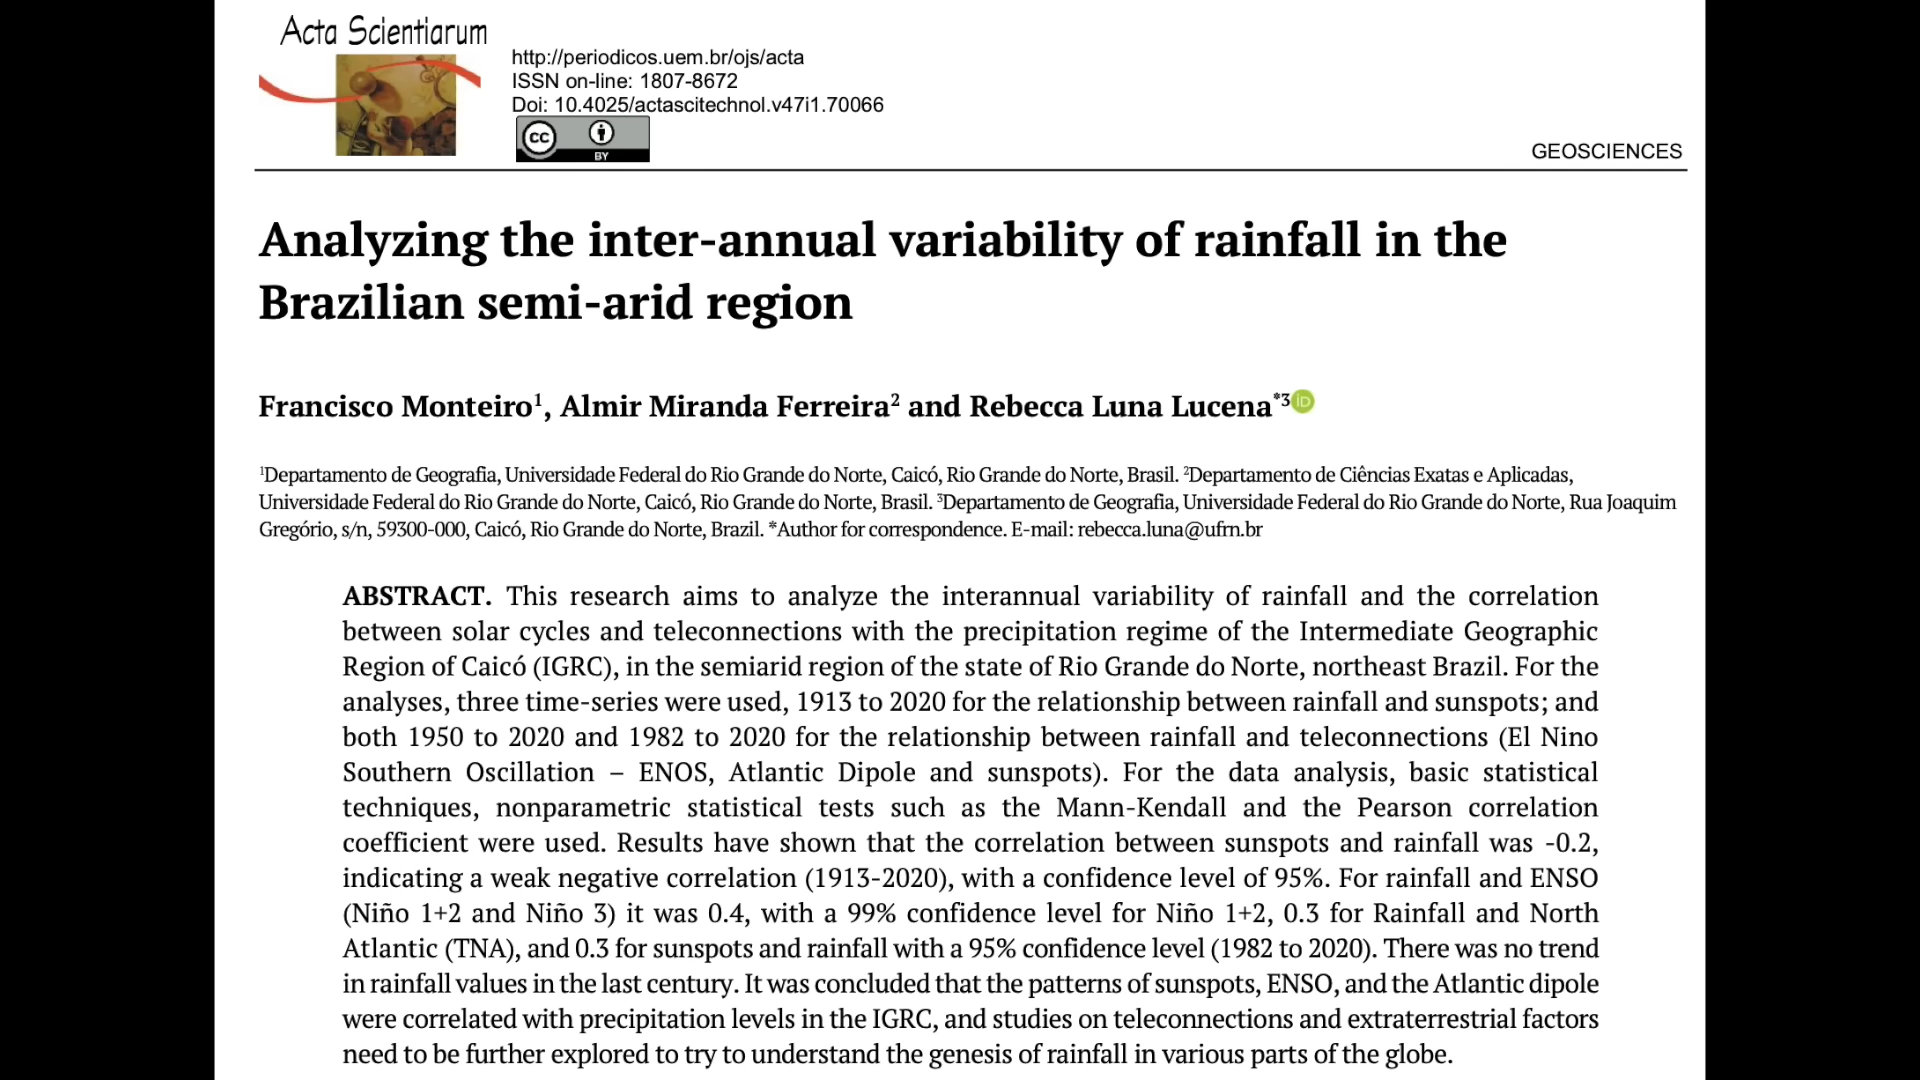 Acta Scientiarum
http://periodicos.uem.br/ojs/acta
ISSN on-line: 1807-8672
Doi: 10.4025/actascitechnol.v47i1.70066
cc
BY
GEOSCIENCES
Analyzing the inter-annual variability of rainfall in the
Brazilian semi-arid region
Francisco Monteiro¹, Almir Miranda Ferreira² and Rebecca Luna Lucena*³ iD
¹Departamento de Geografia, Universidade Federal do Rio Grande do Norte, Caicó, Rio Grande do Norte, Brasil. ²Departamento de Ciências Exatas e Aplicadas,
Universidade Federal do Rio Grande do Norte, Caicó, Rio Grande do Norte, Brasil. ³Departamento de Geografia, Universidade Federal do Rio Grande do Norte, Rua Joaquim
Gregório, s/n, 59300-000, Caicó, Rio Grande do Norte, Brazil. *Author for correspondence. E-mail: rebecca.luna@ufrn.br
ABSTRACT. This research aims to analyze the interannual variability of rainfall and the correlation
between solar cycles and teleconnections with the precipitation regime of the Intermediate Geographic
Region of Caicó (IGRC), in the semiarid region of the state of Rio Grande do Norte, northeast Brazil. For the
analyses, three time-series were used, 1913 to 2020 for the relationship between rainfall and sunspots; and
both 1950 to 2020 and 1982 to 2020 for the relationship between rainfall and teleconnections (El Nino
Southern Oscillation – ENOS, Atlantic Dipole and sunspots). For the data analysis, basic statistical
techniques, nonparametric statistical tests such as the Mann-Kendall and the Pearson correlation
coefficient were used. Results have shown that the correlation between sunspots and rainfall was -0.2,
indicating a weak negative correlation (1913-2020), with a confidence level of 95%. For rainfall and ENSO
(Niño 1+2 and Niño 3) it was 0.4, with a 99% confidence level for Niño 1+2, 0.3 for Rainfall and North
Atlantic (TNA), and 0.3 for sunspots and rainfall with a 95% confidence level (1982 to 2020). There was no trend
in rainfall values in the last century. It was concluded that the patterns of sunspots, ENSO, and the Atlantic dipole
were correlated with precipitation levels in the IGRC, and studies on teleconnections and extraterrestrial factors
need to be further explored to try to understand the genesis of rainfall in various parts of the globe.